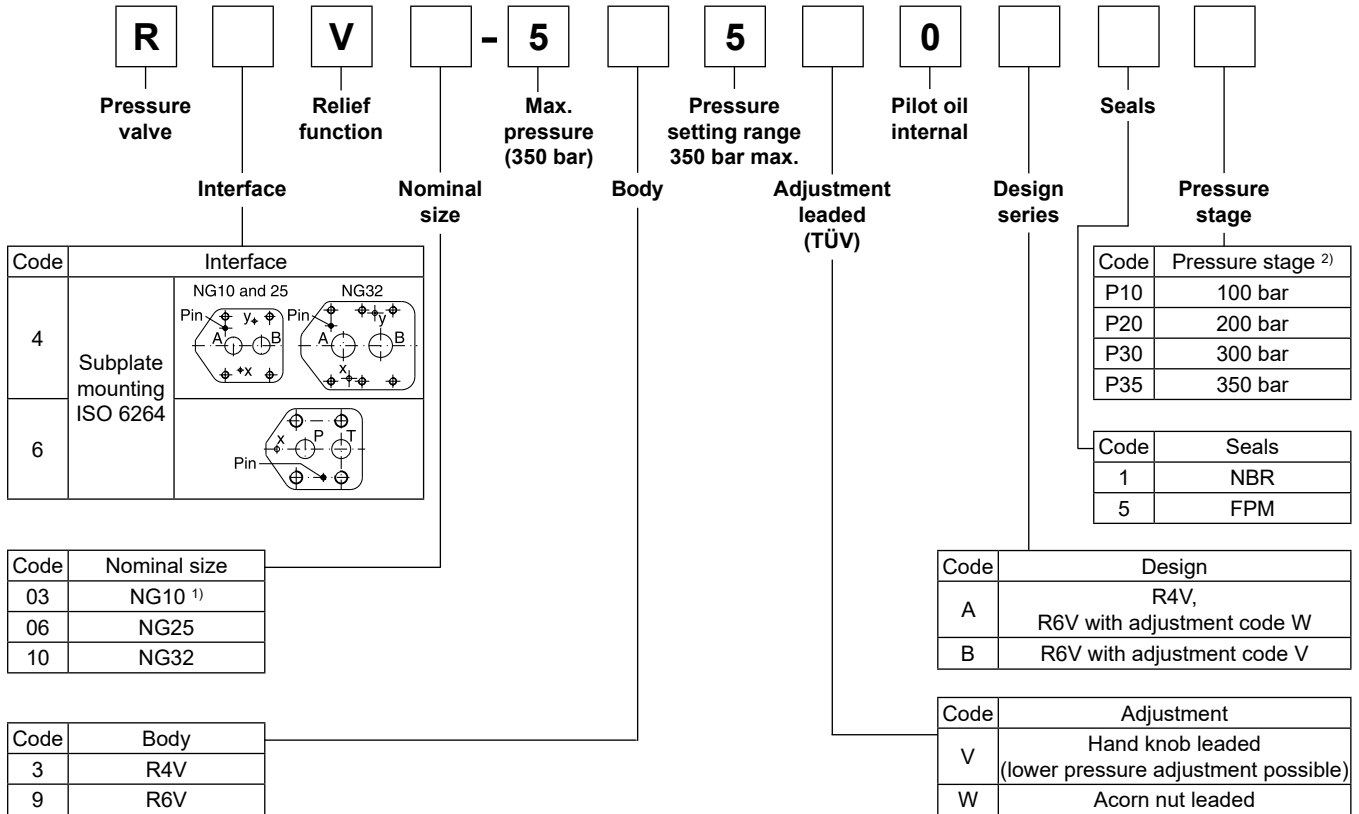 R V - 5 5 0
Pressure valve
Relief function
Max. pressure (350 bar)
Pressure setting range 350 bar max.
Pilot oil internal
Seals
Interface
Nominal size
Body
Adjustment leaded (TÜV)
Design series
Pressure stage
Code Interface
4
6
Subplate mounting ISO 6264
NG10 and 25
Pin y A B x
NG32
Pin y A B x
x P T Pin
Code Pressure stage 2)
P10 100 bar
P20 200 bar
P30 300 bar
P35 350 bar
Code Seals
1 NBR
5 FPM
Code Nominal size
03 NG10 1)
06 NG25
10 NG32
Code Design
A R4V,
R6V with adjustment code W
B R6V with adjustment code V
Code Body
3 R4V
9 R6V
Code Adjustment
V Hand knob leaded
(lower pressure adjustment possible)
W Acorn nut leaded